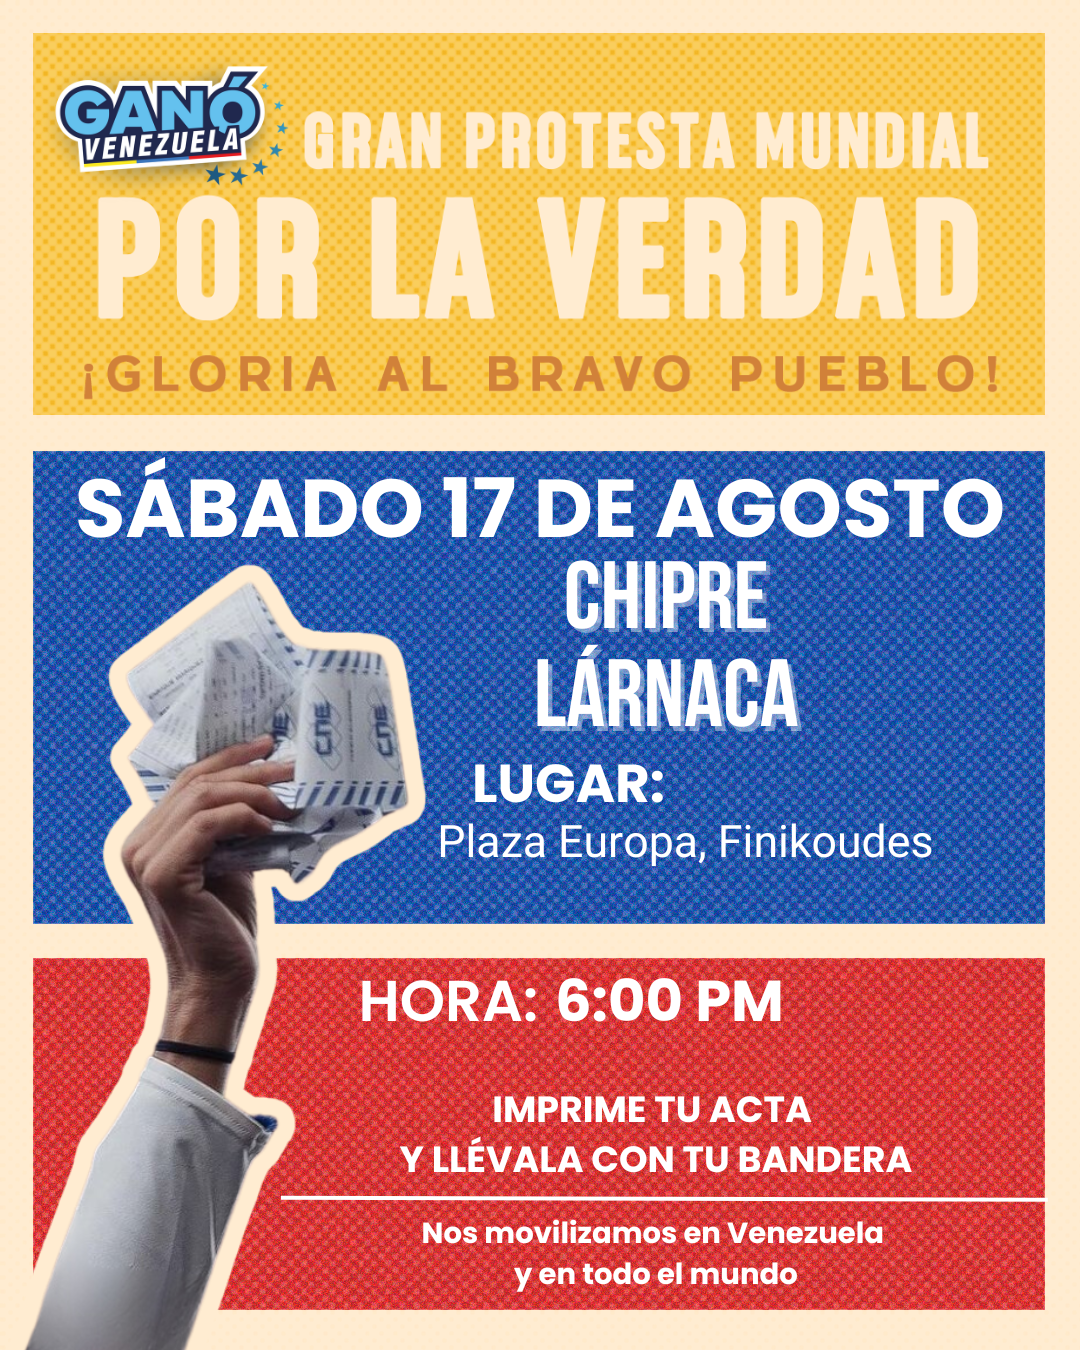 GANÓ
VENEZUELA
GRAN PROTESTA MUNDIAL
POR LA VERDAD
¡GLORIA AL BRAVO PUEBLO!
SÁBADO 17 DE AGOSTO
CHIPRE
LÁRNACA
CNE
CNE
LUGAR:
Plaza Europa, Finikoudes
HORA: 6:00 PM
IMPRIME TU ACTA
Y LLÉVALA CON TU BANDERA
Nos movilizamos en Venezuela
y en todo el mundo